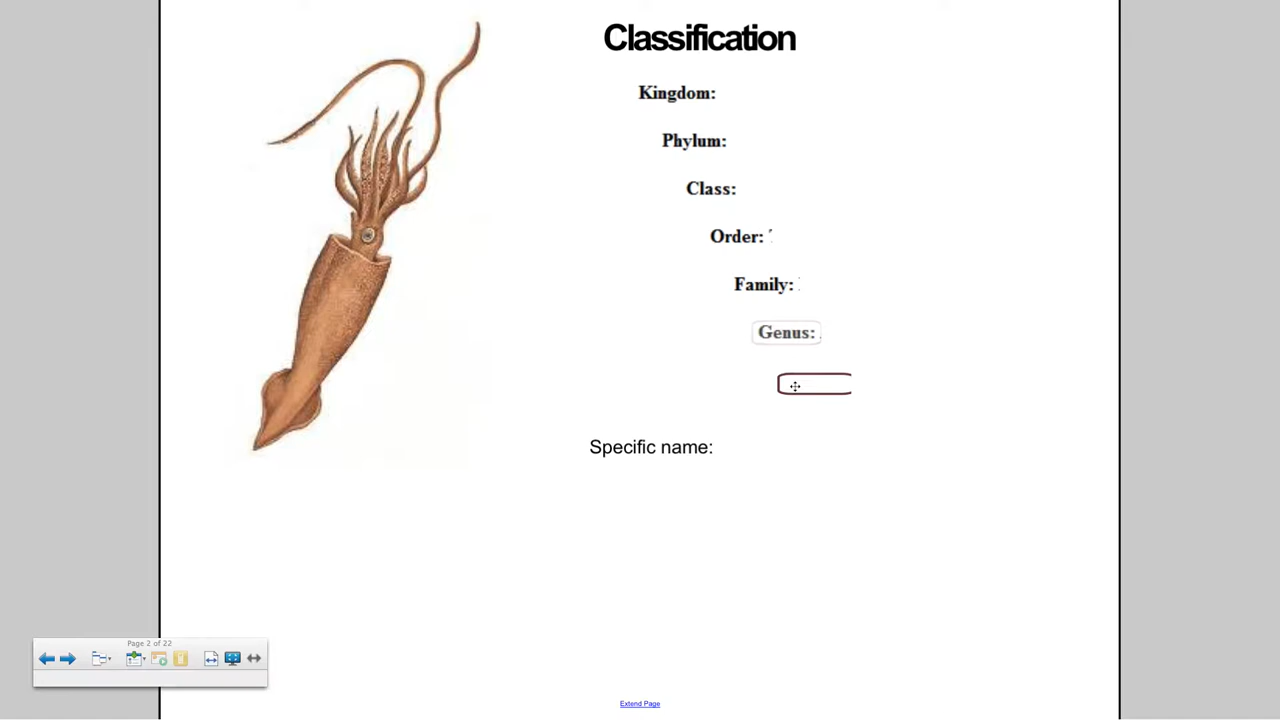 Classification
Kingdom:
Phylum:
Class:
Order:
Family:
Genus:
Specific name:
Page 2 of 22
Extend Page